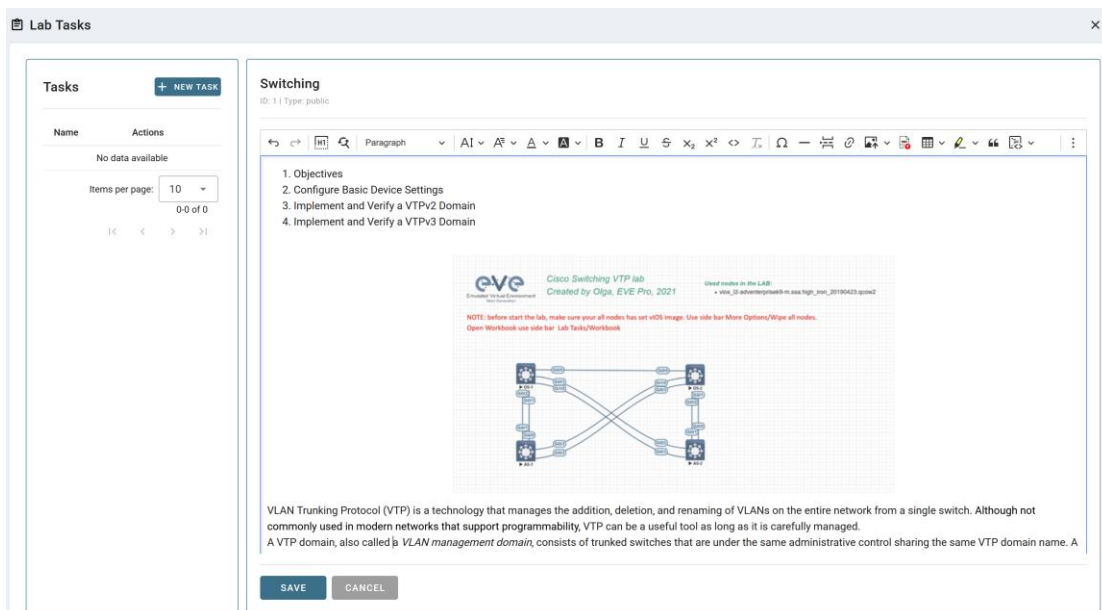 Lab Tasks
Tasks
+ NEW TASK
Name Actions
No data available
Items per page: 10
0-0 of 0
Switching
ID: 1 | Type: public
Paragraph
1. Objectives
2. Configure Basic Device Settings
3. Implement and Verify a VTPv2 Domain
4. Implement and Verify a VTPv3 Domain
eve
Emulated Virtual Environment
Next Generation
Cisco Switching VTP lab
Created by Olga, EVE Pro, 2021
Used nodes in the LAB:
NOTE: before start the lab, make sure your all nodes has set vIOS image. Use side bar More Options/Wipe all nodes.
Open Workbook use side bar Lab Tasks/Workbook
VLAN Trunking Protocol (VTP) is a technology that manages the addition, deletion, and renaming of VLANs on the entire network from a single switch. Although not
commonly used in modern networks that support programmability, VTP can be a useful tool as long as it is carefully managed.
A VTP domain, also called a VLAN management domain, consists of trunked switches that are under the same administrative control sharing the same VTP domain name. A
SAVE
CANCEL